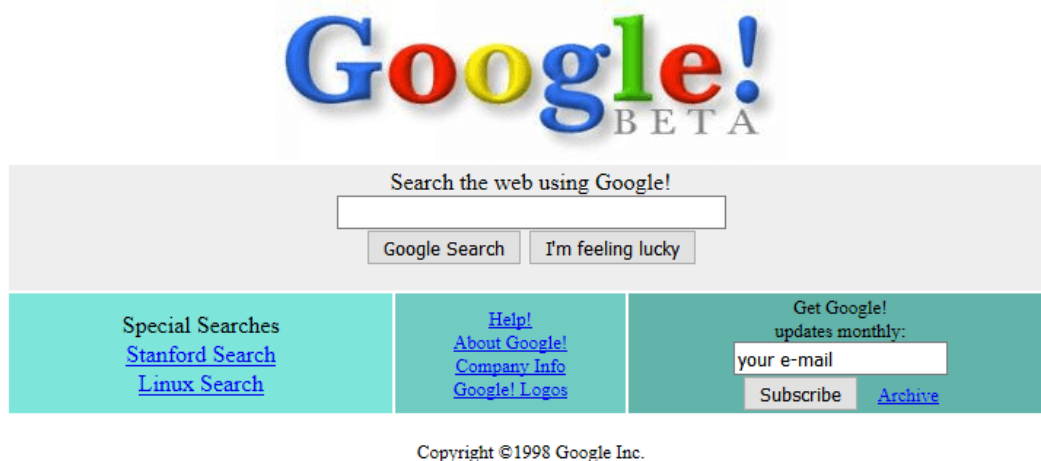 Google!
BETA
Search the web using Google!
Google Search
I'm feeling lucky
Special Searches
Stanford Search
Linux Search
Help!
About Google!
Company Info
Google! Logos
Get Google!
updates monthly:
your e-mail
Subscribe
Archive
Copyright ©1998 Google Inc.